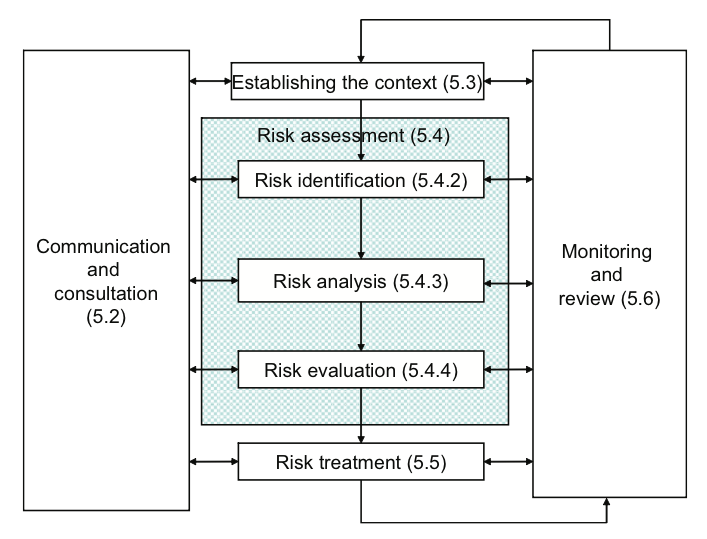 Establishing the context (5.3)
Risk assessment (5.4)
Risk identification (5.4.2)
Communication
and
consultation
(5.2)
Risk analysis (5.4.3)
Monitoring
and
review (5.6)
Risk evaluation (5.4.4)
Risk treatment (5.5)